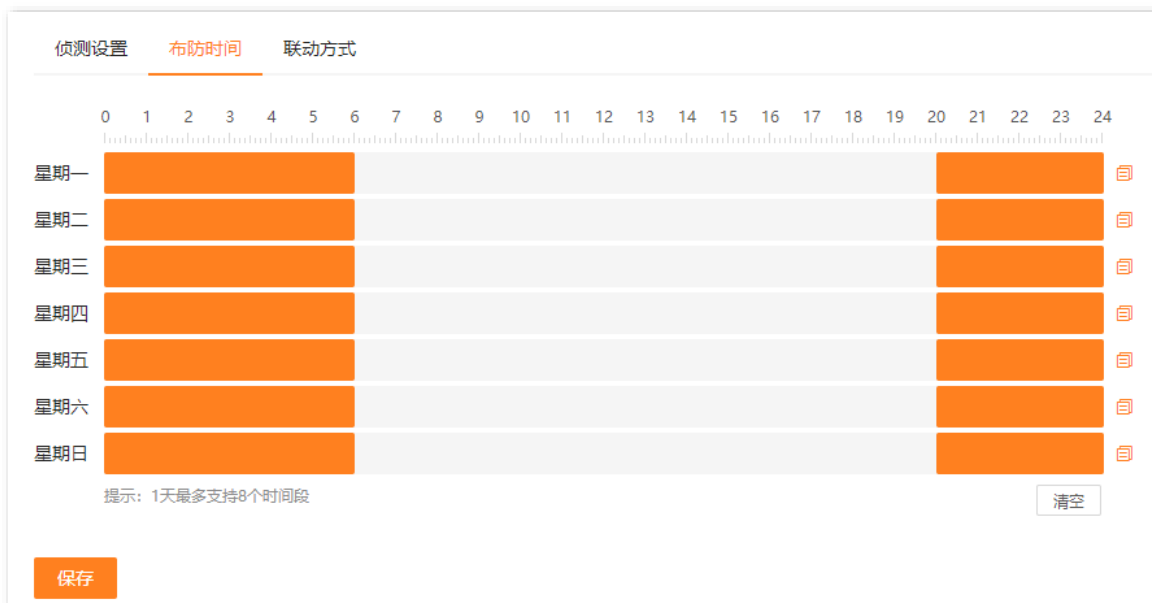 侦测设置 布防时间 联动方式
0 1 2 3 4 5 6 7 8 9 10 11 12 13 14 15 16 17 18 19 20 21 22 23 24
星期一
星期二
星期三
星期四
星期五
星期六
星期日
提示：1天最多支持8个时间段
清空
保存